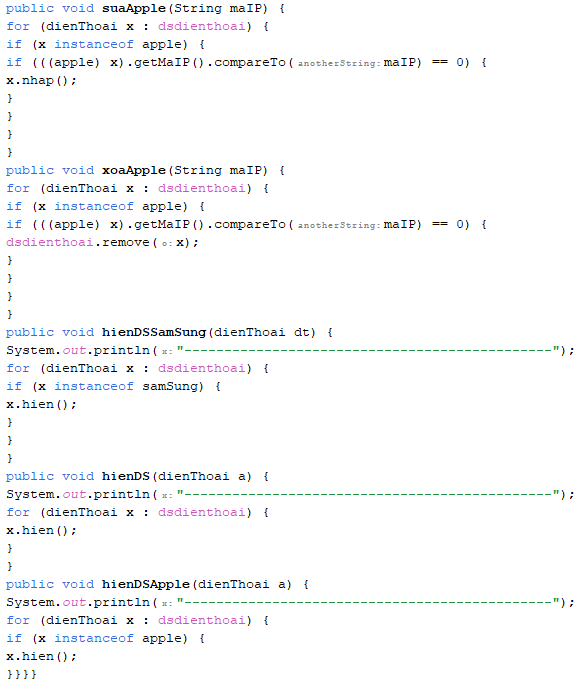 public void suaApple(String maIP) {
for (dienThoai x : dsdienthoai) {
if (x instanceof apple) {
if (((apple) x).getMaIP().compareTo( anotherString: maIP) == 0) {
x.nhap();
}
}
}
}
public void xoaApple(String maIP) {
for (dienThoai x : dsdienthoai) {
if (x instanceof apple) {
if (((apple) x).getMaIP().compareTo( anotherString: maIP) == 0) {
dsdienthoai.remove( o: x);
}
}
}
}
public void hienDSSamSung(dienThoai dt) {
System.out.println( x: "----------------------------------------------");
for (dienThoai x : dsdienthoai) {
if (x instanceof samSung) {
x.hien();
}
}
}
public void hienDS(dienThoai a) {
System.out.println( x: "----------------------------------------------");
for (dienThoai x : dsdienthoai) {
x.hien();
}
}
public void hienDSApple(dienThoai a) {
System.out.println( x: "----------------------------------------------");
for (dienThoai x : dsdienthoai) {
if (x instanceof apple) {
x.hien();
}}}}